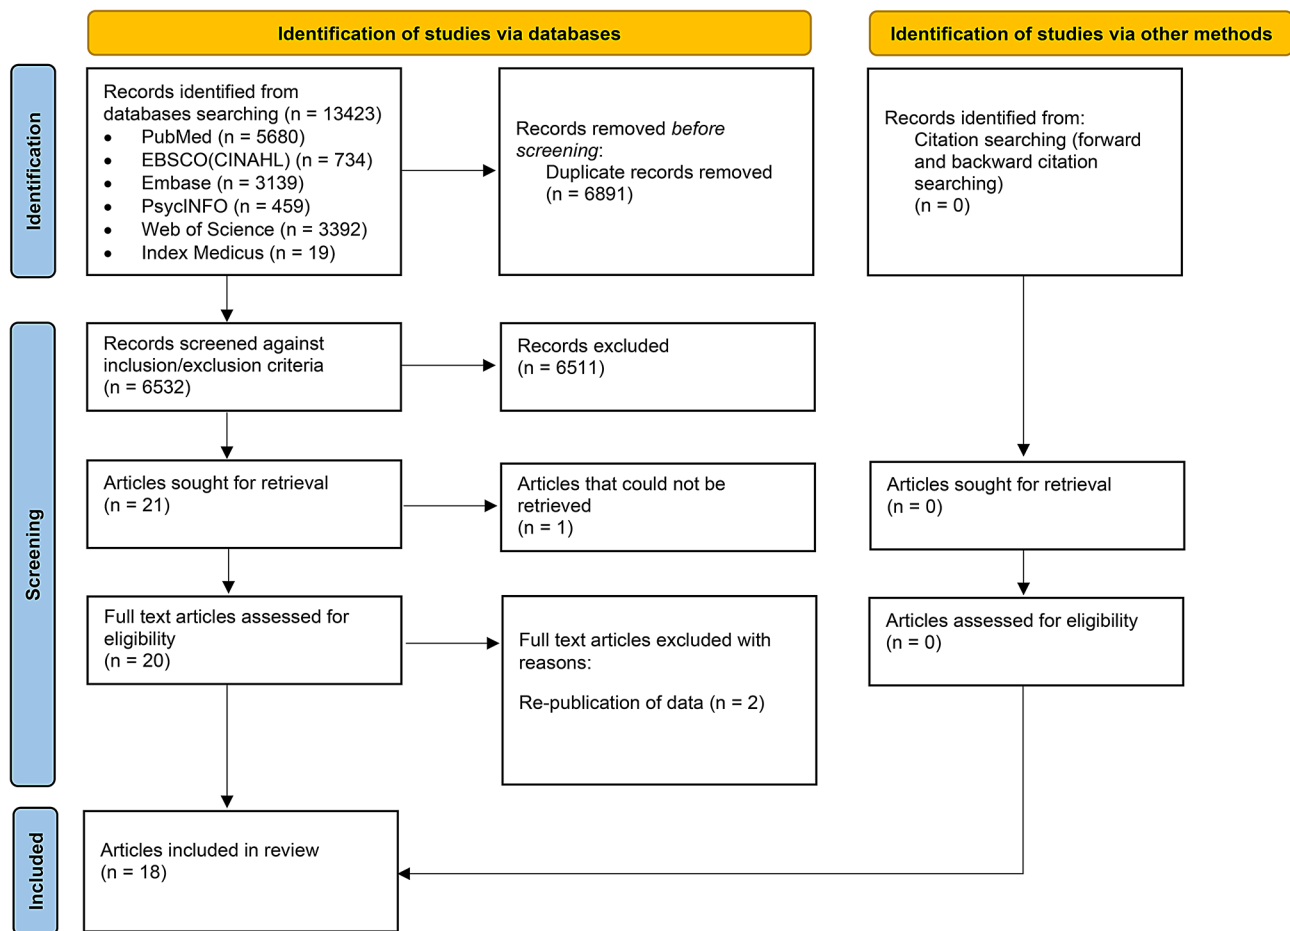 Identification of studies via databases
Identification of studies via other methods
Identification
Records identified from
databases searching (n = 13423)
• PubMed (n = 5680)
• EBSCO(CINAHL) (n = 734)
• Embase (n = 3139)
• PsycINFO (n = 459)
• Web of Science (n = 3392)
• Index Medicus (n = 19)
Records removed before
screening:
Duplicate records removed
(n = 6891)
Records identified from:
Citation searching (forward
and backward citation
searching)
(n = 0)
Screening
Records screened against
inclusion/exclusion criteria
(n = 6532)
Records excluded
(n = 6511)
Articles sought for retrieval
(n = 21)
Articles that could not be
retrieved
(n = 1)
Articles sought for retrieval
(n = 0)
Full text articles assessed for
eligibility
(n = 20)
Full text articles excluded with
reasons:
Re-publication of data (n = 2)
Articles assessed for eligibility
(n = 0)
Included
Articles included in review
(n = 18)